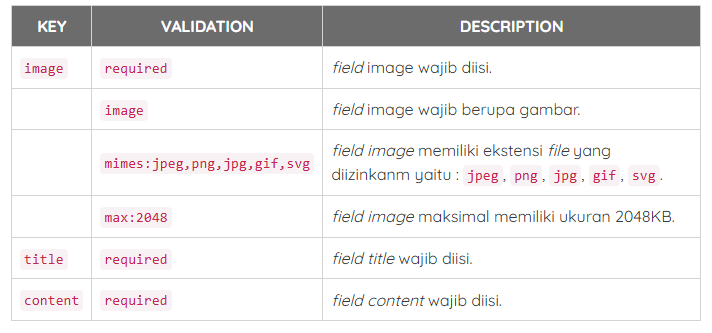 KEY VALIDATION DESCRIPTION
image required field image wajib diisi.
image field image wajib berupa gambar.
mimes:jpeg,png,jpg,gif,svg field image memiliki ekstensi file yang
diizinkanm yaitu : jpeg, png, jpg, gif, svg.
max:2048 field image maksimal memiliki ukuran 2048KB.
title required field title wajib diisi.
content required field content wajib diisi.